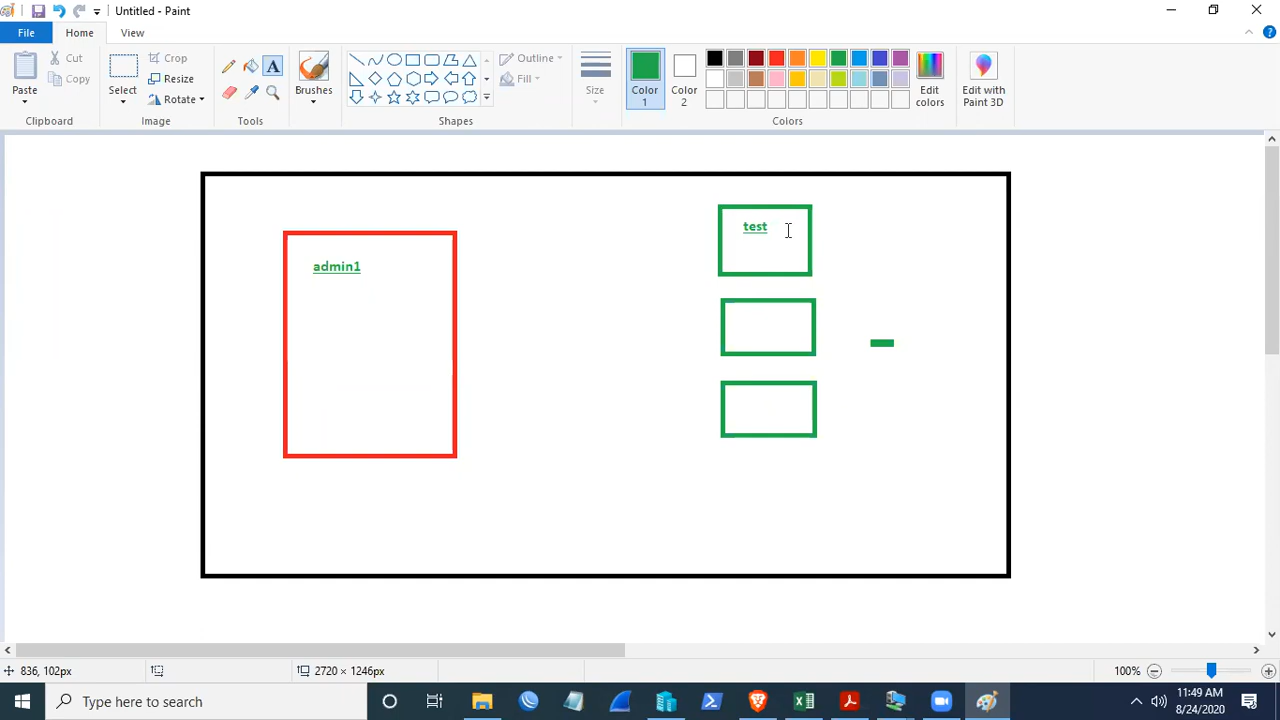 Untitled - Paint
File
Home
View
Paste
Cut
Copy
Clipboard
Select
Crop
Resize
Rotate
Image
A
Tools
Brushes
Outline
Fill
Shapes
Size
Color
1
Color
2
Edit
colors
Colors
Edit with
Paint 3D
test
admin1
836, 102px
2720 × 1246px
100%
Type here to search
11:49 AM
8/24/2020